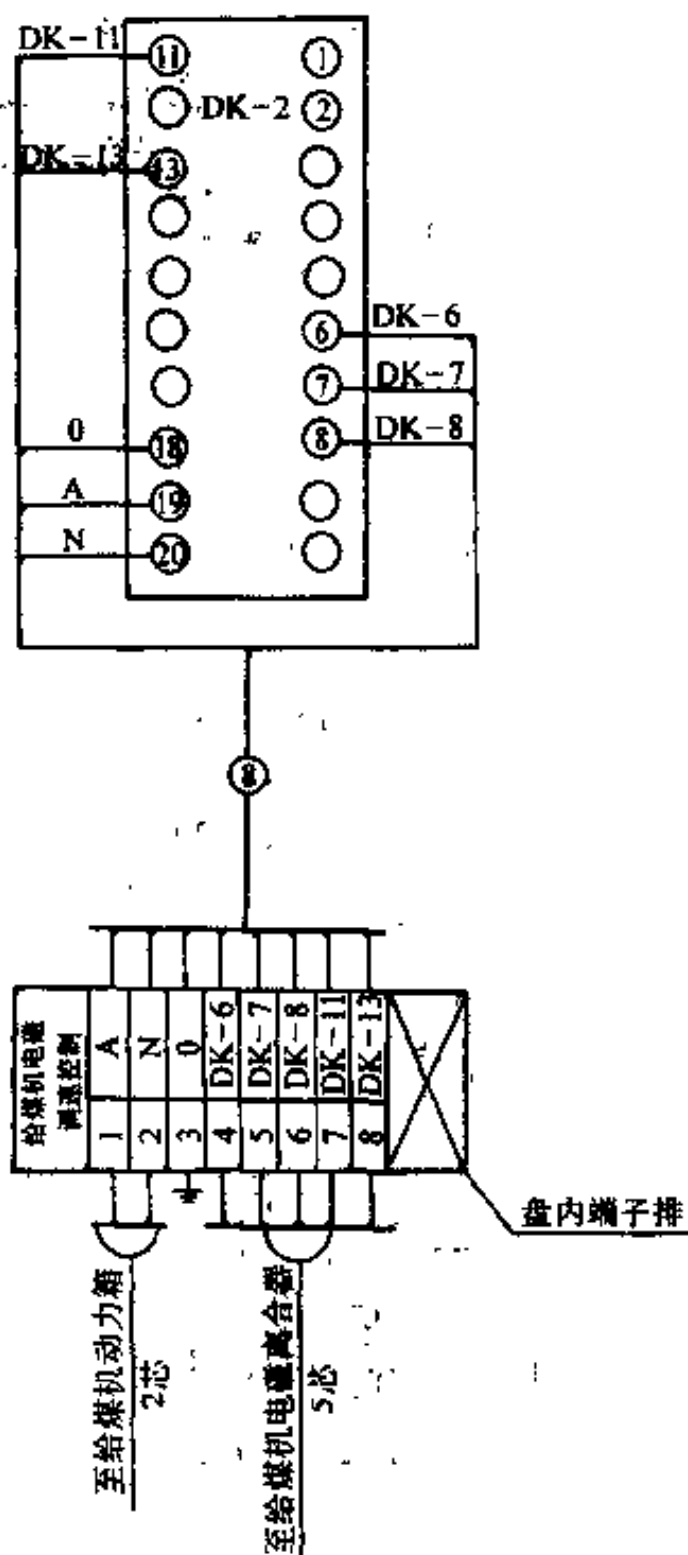 DK-11 ⑪ ①
DK-2 ②
DK-13 ⑬
⑥ DK-6
⑦ DK-7
0 ⑱ ⑧ DK-8
A ⑲
N ⑳
⑧
给煤机电磁
调速控制
A N 0 DK-6 DK-7 DK-8 DK-11 DK-13
1 2 3 4 5 6 7 8
盘内端子排
至给煤机动力箱
2芯
至给煤机电磁离合器
5芯